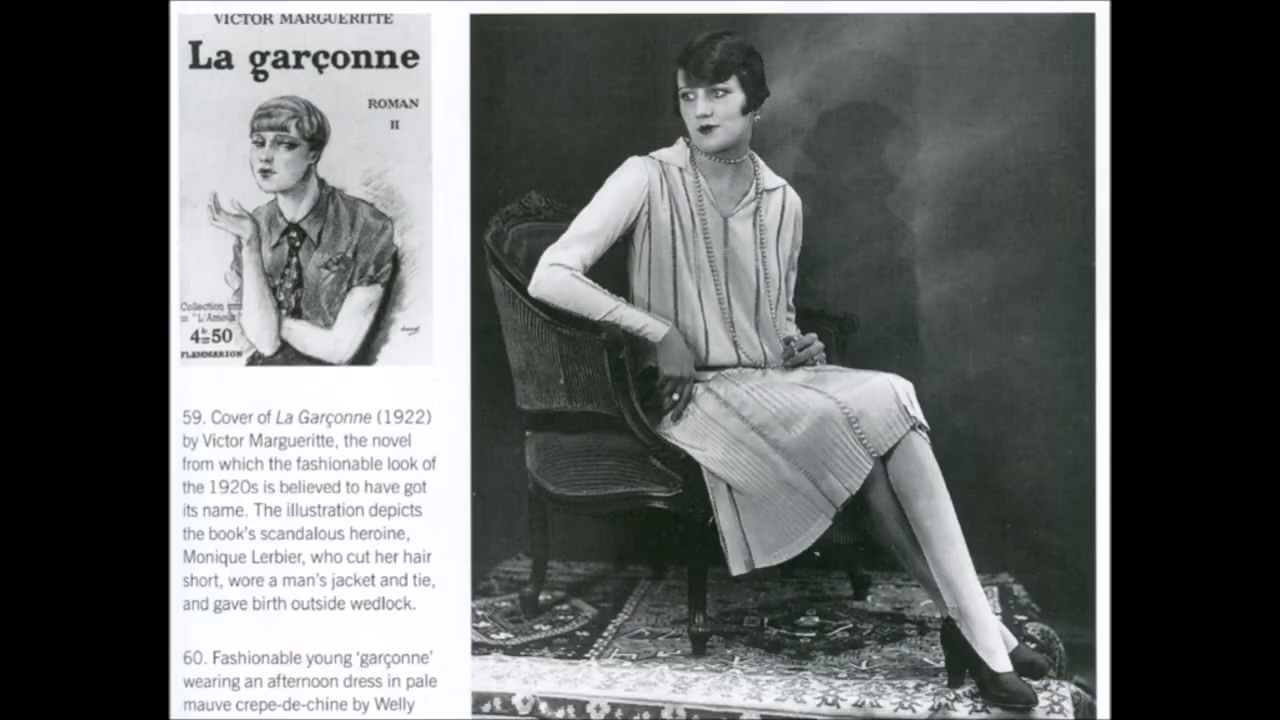 VICTOR MARGUERITTE
La garçonne
ROMAN
II
Collection
"L'Amour"
4fr50
FLAMMARION
59. Cover of La Garçonne (1922)
by Victor Margueritte, the novel
from which the fashionable look of
the 1920s is believed to have got
its name. The illustration depicts
the book's scandalous heroine,
Monique Lerbier, who cut her hair
short, wore a man's jacket and tie,
and gave birth outside wedlock.
60. Fashionable young 'garçonne'
wearing an afternoon dress in pale
mauve crepe-de-chine by Welly